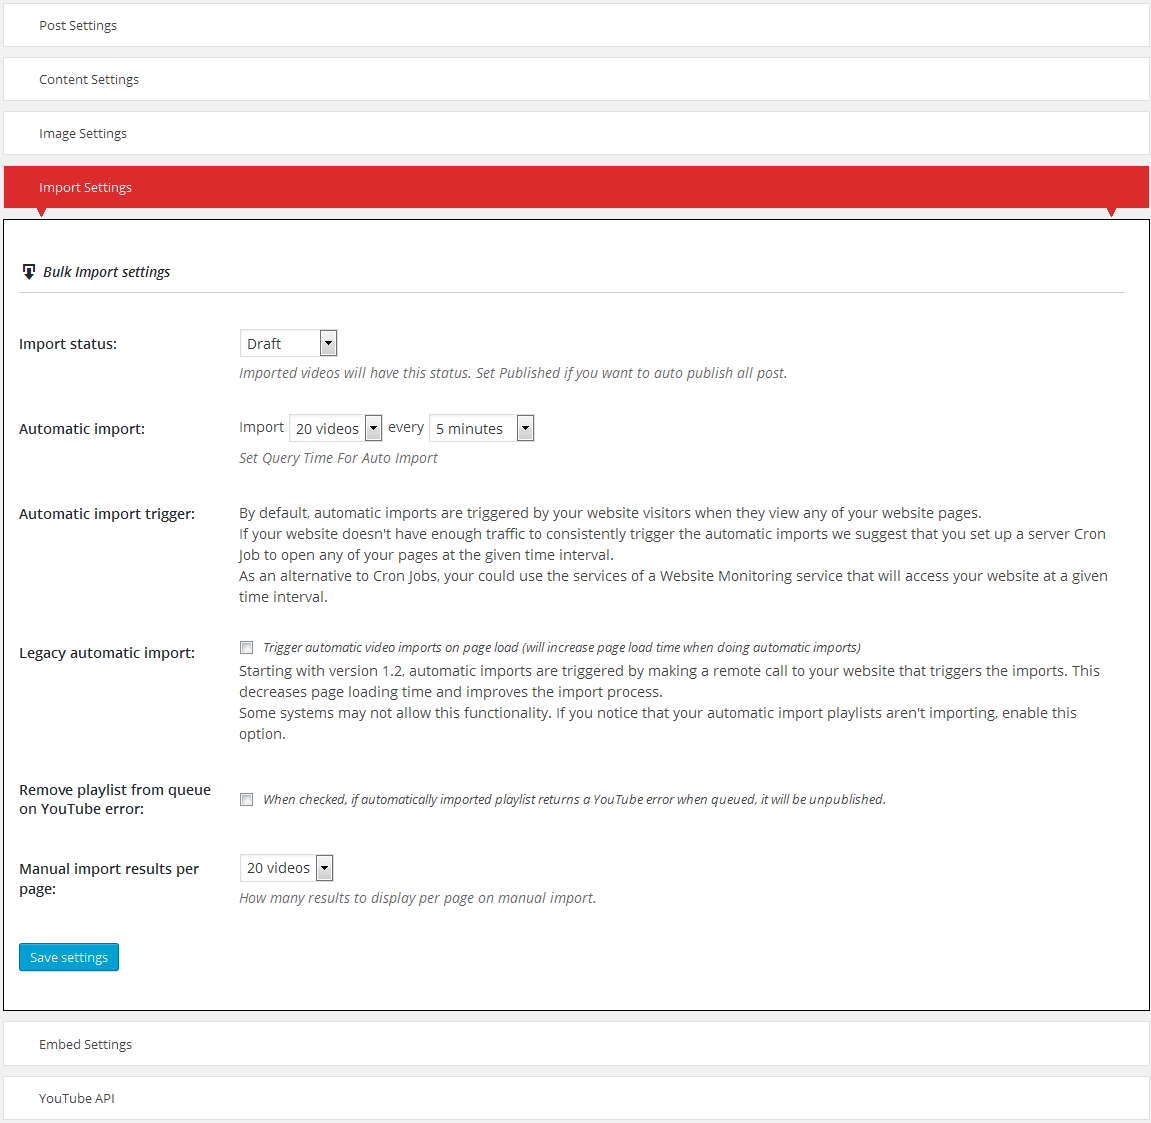 Post Settings
Content Settings
Image Settings
Import Settings
Bulk Import settings
Import status:
Draft
Imported videos will have this status. Set Published if you want to auto publish all post.
Automatic import:
Import 20 videos every 5 minutes
Set Query Time For Auto Import
Automatic import trigger:
By default, automatic imports are triggered by your website visitors when they view any of your website pages.
If your website doesn't have enough traffic to consistently trigger the automatic imports we suggest that you set up a server Cron
Job to open any of your pages at the given time interval.
As an alternative to Cron Jobs, your could use the services of a Website Monitoring service that will access your website at a given
time interval.
Legacy automatic import:
Trigger automatic video imports on page load (will increase page load time when doing automatic imports)
Starting with version 1.2, automatic imports are triggered by making a remote call to your website that triggers the imports. This
decreases page loading time and improves the import process.
Some systems may not allow this functionality. If you notice that your automatic import playlists aren't importing, enable this
option.
Remove playlist from queue
on YouTube error:
When checked, if automatically imported playlist returns a YouTube error when queued, it will be unpublished.
Manual import results per
page:
20 videos
How many results to display per page on manual import.
Save settings
Embed Settings
YouTube API